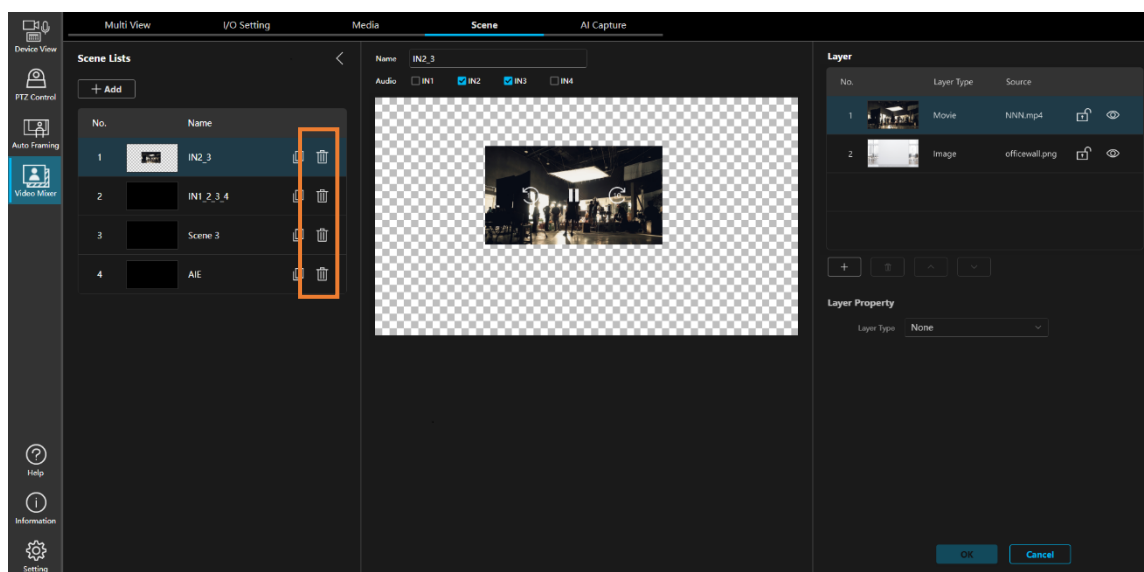 Multi View I/O Setting Media Scene AI Capture
Device View
PTZ Control
Auto Framing
Video Mixer
Help
Information
Setting
Scene Lists
+ Add
No. Name
1 IN2_3
2 IN1_2_3_4
3 Scene 3
4 AIE
Name IN2_3
Audio IN1 IN2 IN3 IN4
Layer
No. Layer Type Source
1 Movie NNN.mp4
2 Image officewall.png
Layer Property
Layer Type None
OK Cancel